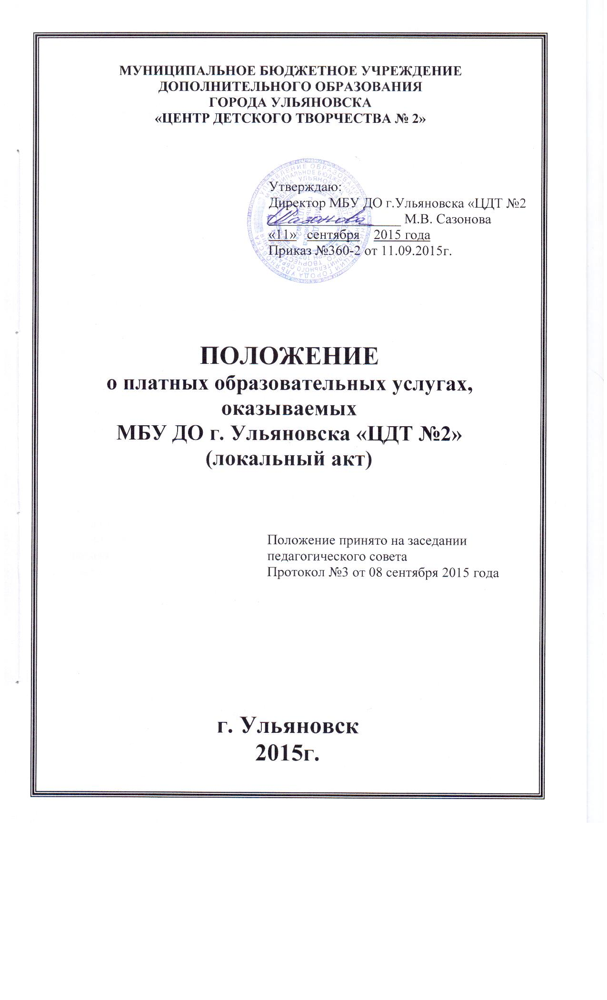 МУНИЦИПАЛЬНОЕ БЮДЖЕТНОЕ УЧРЕЖДЕНИЕ
ДОПОЛНИТЕЛЬНОГО ОБРАЗОВАНИЯ
ГОРОДА УЛЬЯНОВСКА
«ЦЕНТР ДЕТСКОГО ТВОРЧЕСТВА № 2»
Утверждаю:
Директор МБУ ДО г.Ульяновска «ЦДТ №2
Сазонова М.В. Сазонова
«11» сентября 2015 года
Приказ №360-2 от 11.09.2015г.
ПОЛОЖЕНИЕ
о платных образовательных услугах,
оказываемых
МБУ ДО г. Ульяновска «ЦДТ №2»
(локальный акт)
Положение принято на заседании
педагогического совета
Протокол №3 от 08 сентября 2015 года
г. Ульяновск
2015г.